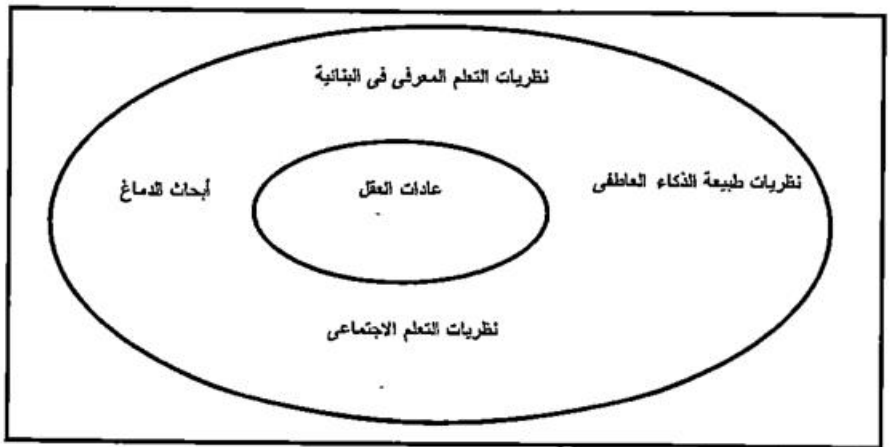 نظريات التعلم المعرفى فى البنائية
نظريات طبيعة الذكاء العاطفى
عادات العقل
أبحاث الدماغ
نظريات التعلم الاجتماعى